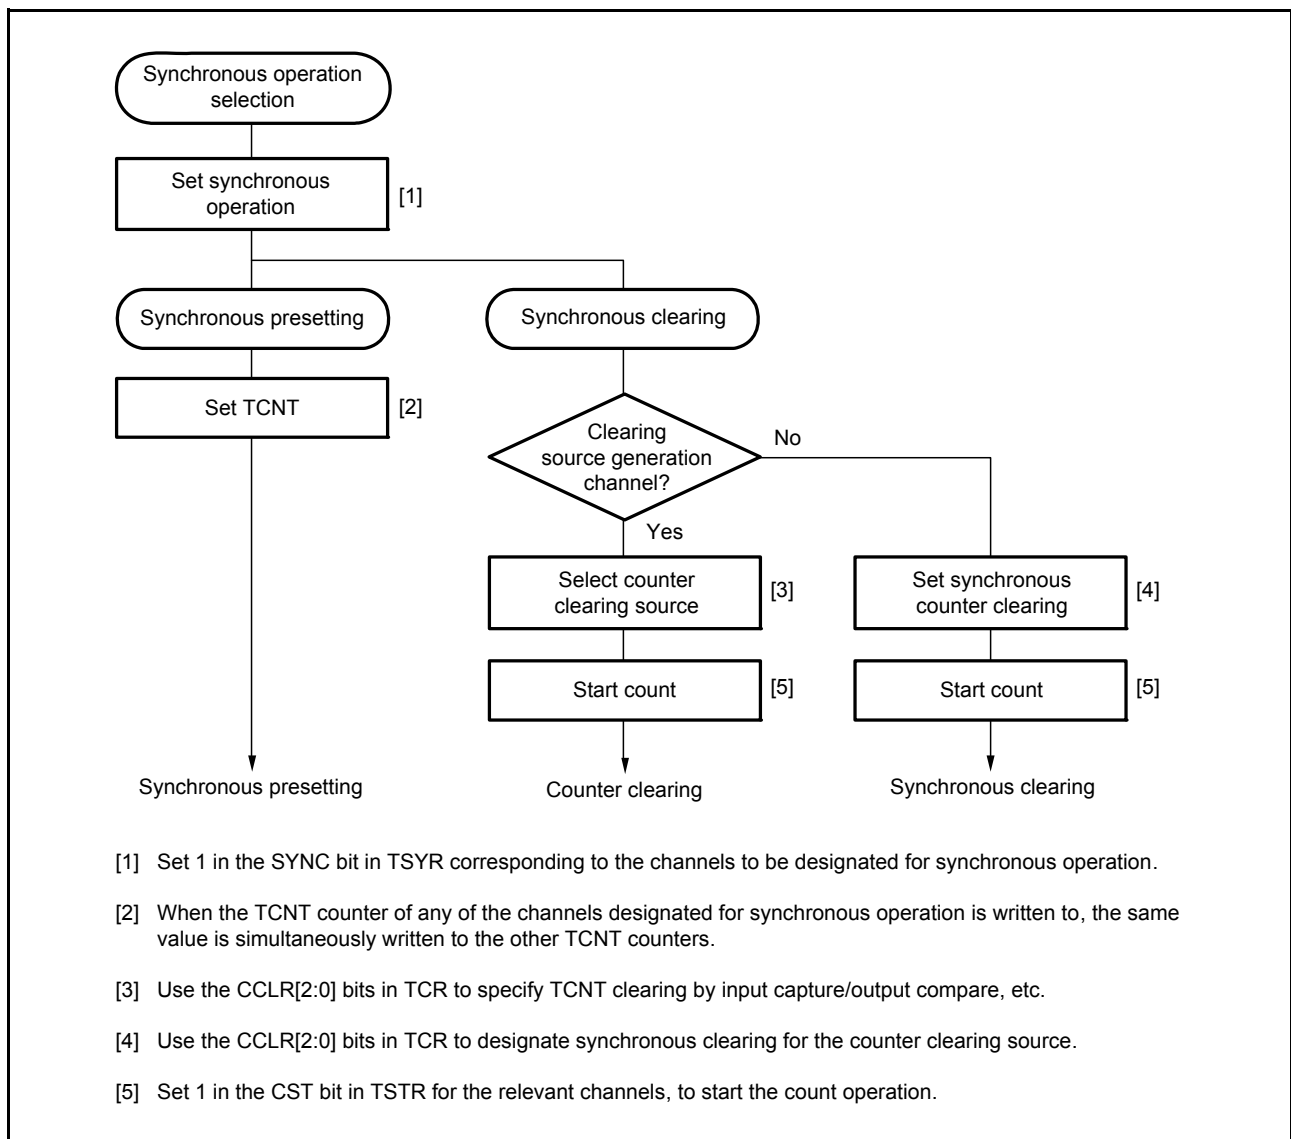 Synchronous operation
selection
Set synchronous
operation
[1]
Synchronous presetting
Synchronous clearing
Set TCNT
[2]
Clearing
source generation
channel?
No
Yes
Select counter
clearing source
[3]
Set synchronous
counter clearing
[4]
Start count
[5]
Start count
[5]
Synchronous presetting
Counter clearing
Synchronous clearing
[1] Set 1 in the SYNC bit in TSYR corresponding to the channels to be designated for synchronous operation.
[2] When the TCNT counter of any of the channels designated for synchronous operation is written to, the same
value is simultaneously written to the other TCNT counters.
[3] Use the CCLR[2:0] bits in TCR to specify TCNT clearing by input capture/output compare, etc.
[4] Use the CCLR[2:0] bits in TCR to designate synchronous clearing for the counter clearing source.
[5] Set 1 in the CST bit in TSTR for the relevant channels, to start the count operation.